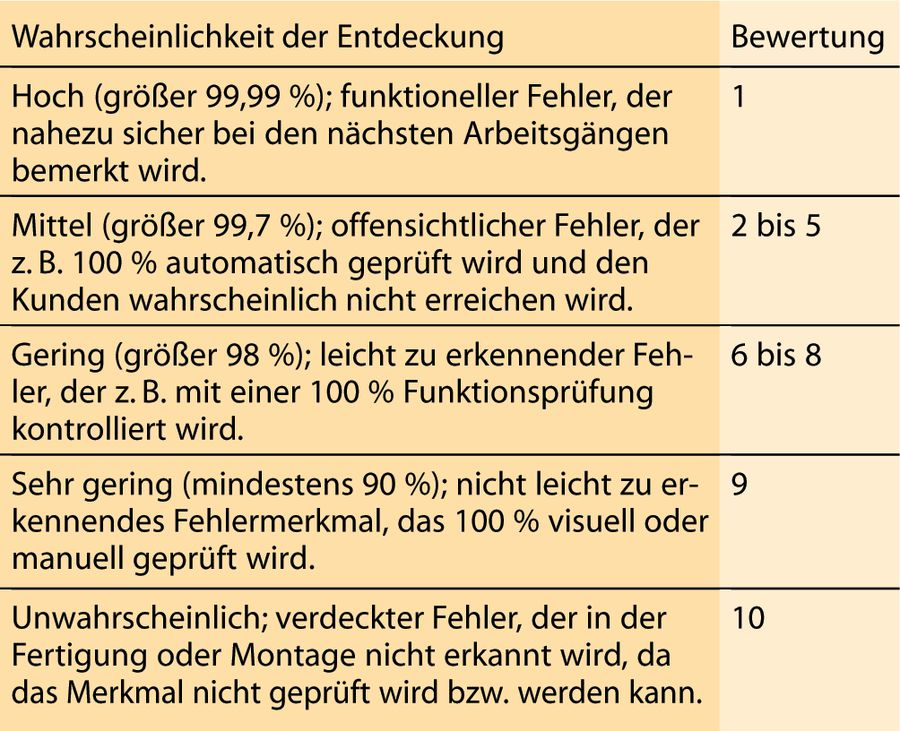 Wahrscheinlichkeit der Entdeckung Bewertung
Hoch (größer 99,99 %); funktioneller Fehler, der 1
nahezu sicher bei den nächsten Arbeitsgängen
bemerkt wird.
Mittel (größer 99,7 %); offensichtlicher Fehler, der 2 bis 5
z. B. 100 % automatisch geprüft wird und den
Kunden wahrscheinlich nicht erreichen wird.
Gering (größer 98 %); leicht zu erkennender Feh- 6 bis 8
ler, der z. B. mit einer 100 % Funktionsprüfung
kontrolliert wird.
Sehr gering (mindestens 90 %); nicht leicht zu er- 9
kennendes Fehlermerkmal, das 100 % visuell oder
manuell geprüft wird.
Unwahrscheinlich; verdeckter Fehler, der in der 10
Fertigung oder Montage nicht erkannt wird, da
das Merkmal nicht geprüft wird bzw. werden kann.